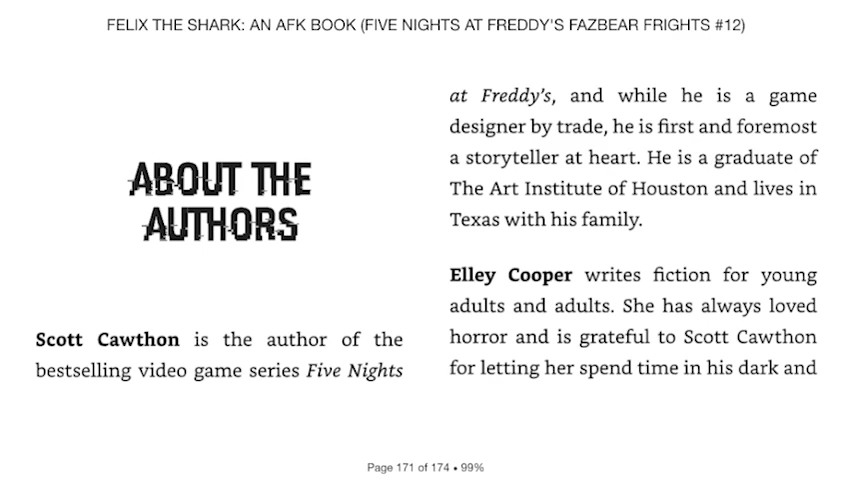 FELIX THE SHARK: AN AFK BOOK (FIVE NIGHTS AT FREDDY'S FAZBEAR FRIGHTS #12)
ABOUT THE
AUTHORS
Scott Cawthon is the author of the
bestselling video game series Five Nights
at Freddy's, and while he is a game
designer by trade, he is first and foremost
a storyteller at heart. He is a graduate of
The Art Institute of Houston and lives in
Texas with his family.
Elley Cooper writes fiction for young
adults and adults. She has always loved
horror and is grateful to Scott Cawthon
for letting her spend time in his dark and
Page 171 of 174 • 99%